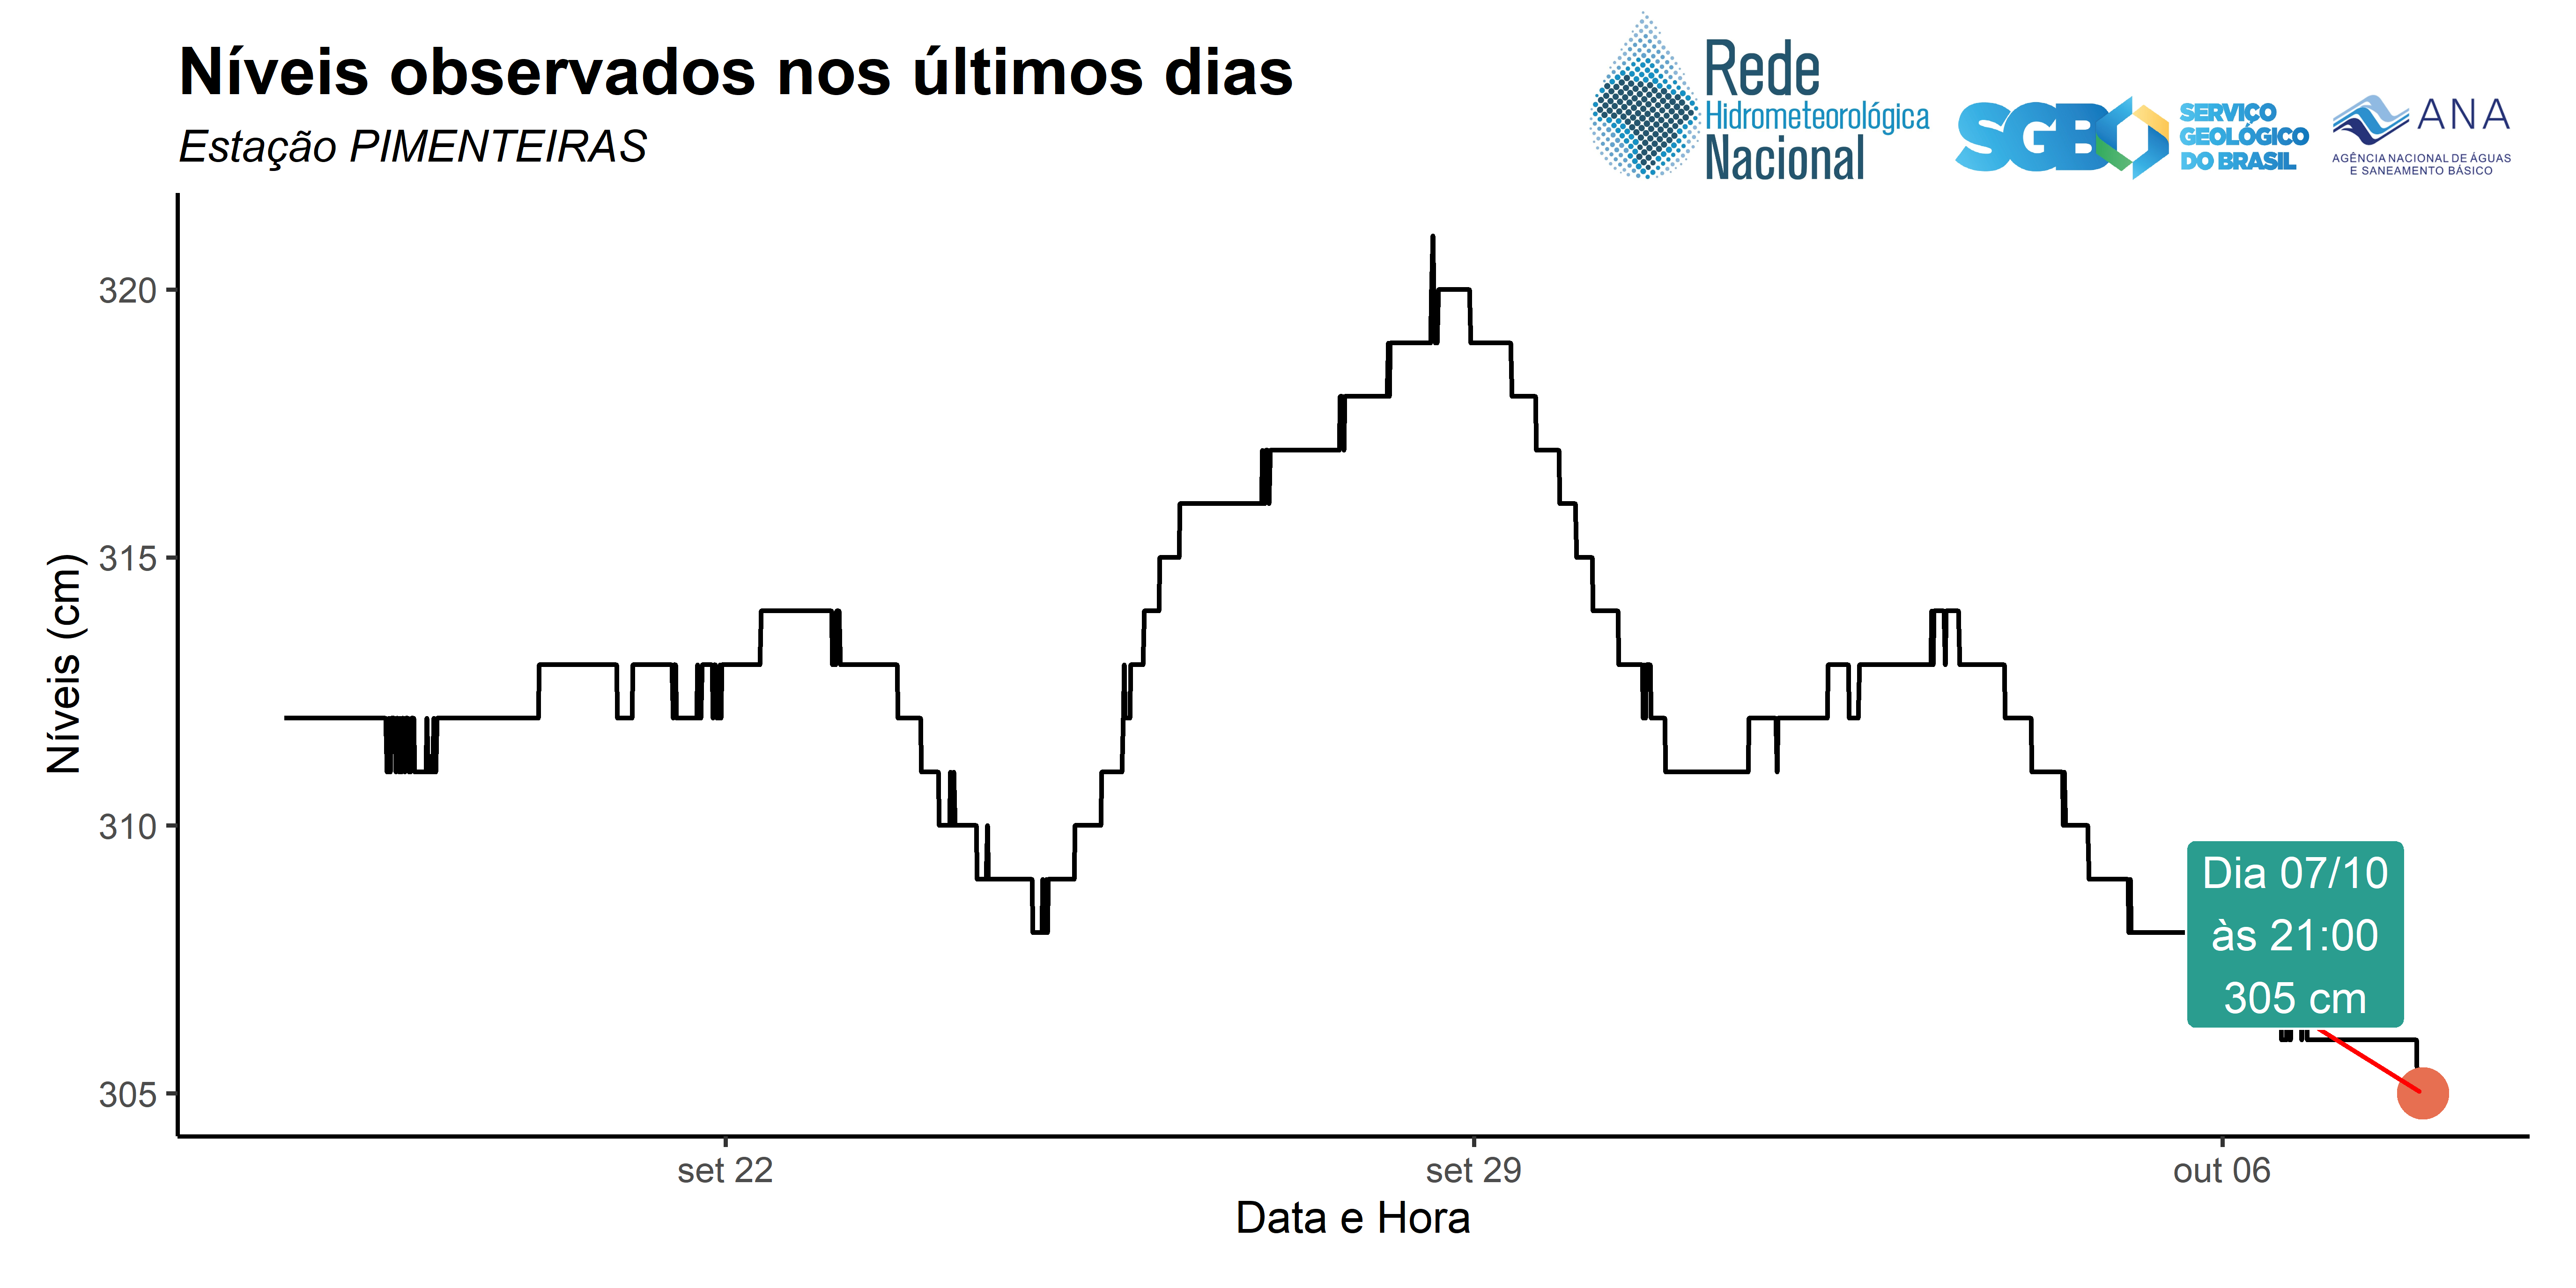 Níveis observados nos últimos dias
Estação PIMENTEIRAS
Rede
Hidrometeorológica
Nacional
SGB
SERVIÇO
GEOLÓGICO
DO BRASIL
ANA
AGÊNCIA NACIONAL DE ÁGUAS
E SANEAMENTO BÁSICO
Níveis (cm)
320
315
310
305
Dia 07/10
às 21:00
305 cm
set 22
set 29
out 06
Data e Hora